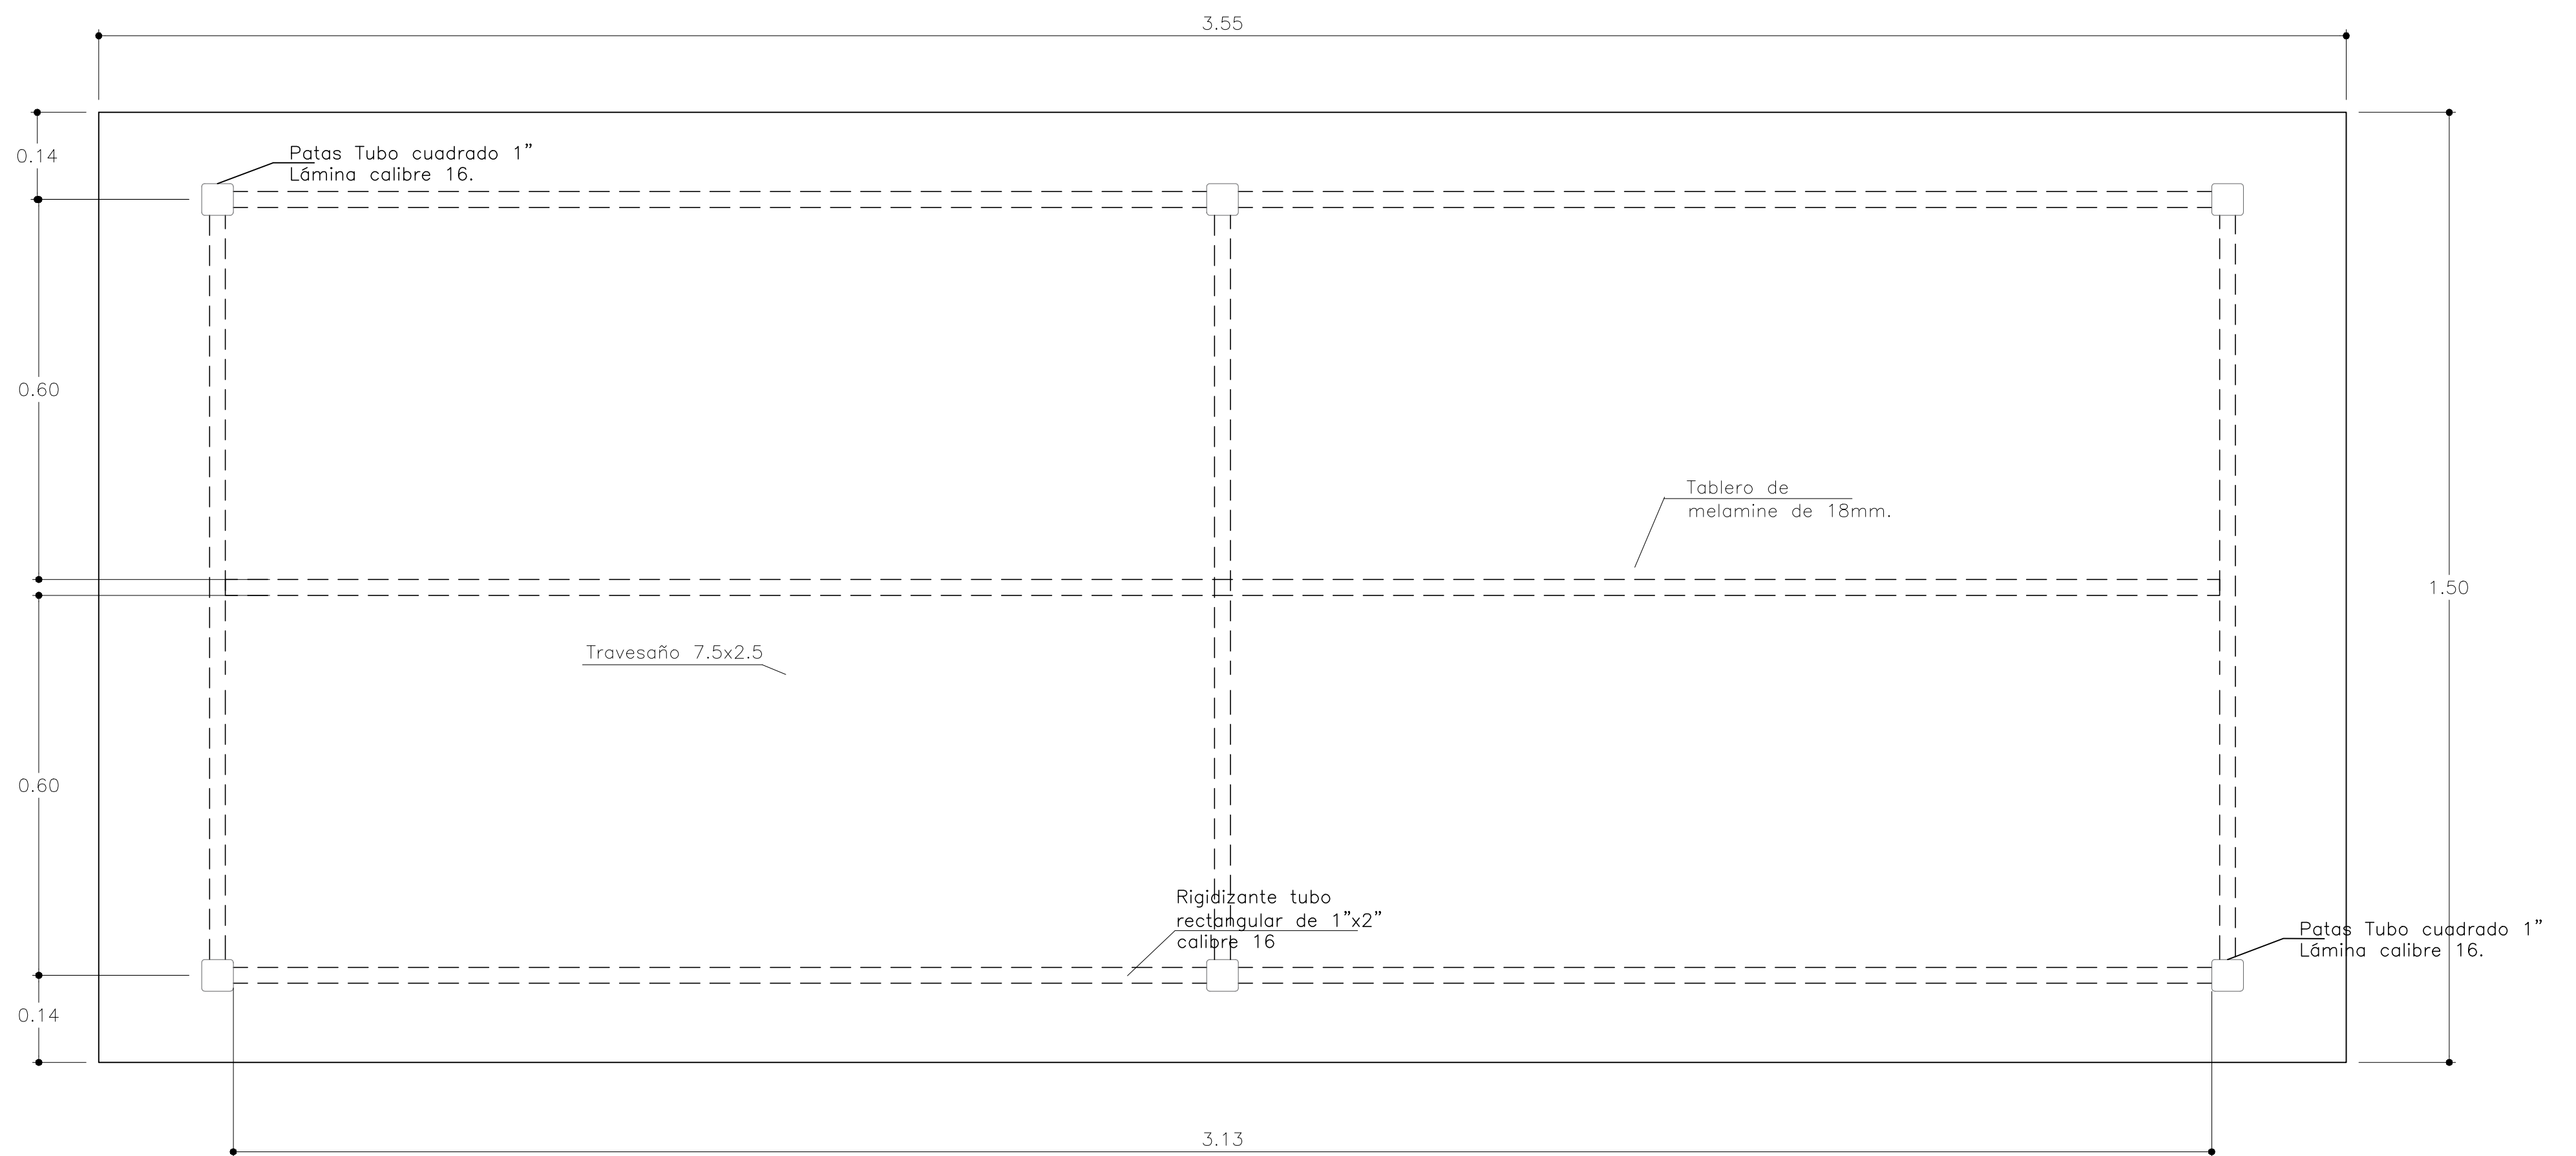 3.55
0.14
Patas Tubo cuadrado 1"
Lámina calibre 16.
0.60
Tablero de
melamine de 18mm.
1.50
Travesaño 7.5x2.5
0.60
Rigidizante tubo
rectangular de 1"x2"
calibre 16
Patas Tubo cuadrado 1"
Lámina calibre 16.
0.14
3.13